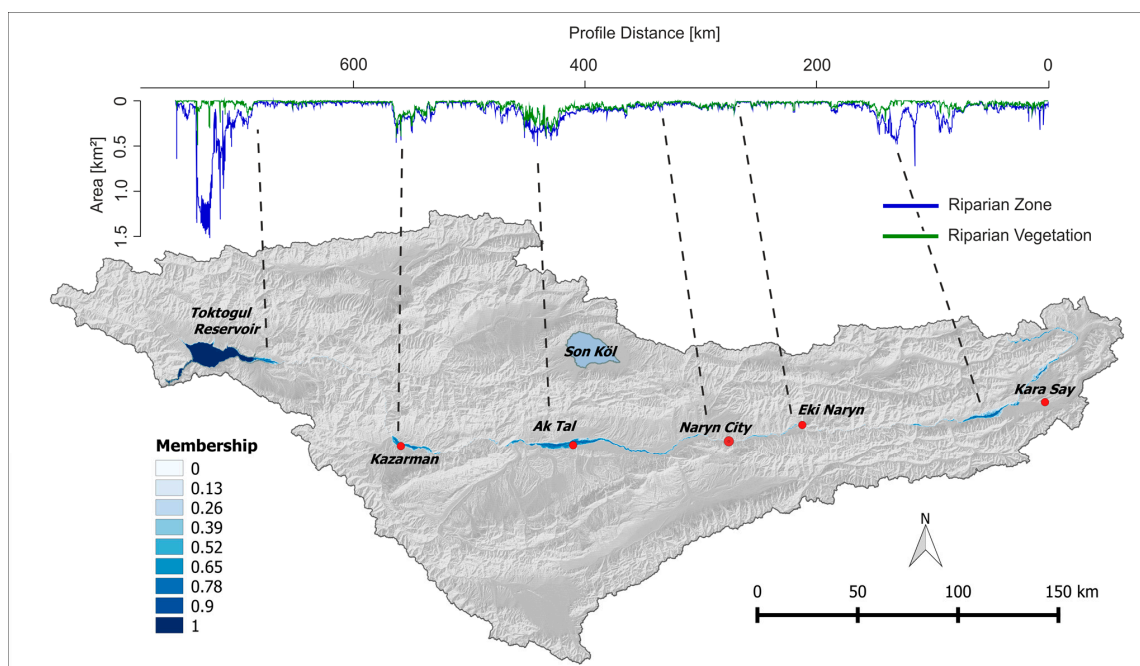 Profile Distance [km]
600
400
200
0
Area [km²]
0
0.5
1.0
1.5
Riparian Zone
Riparian Vegetation
Toktogul
Reservoir
Son Köl
Kara Say
Eki Naryn
Naryn City
Ak Tal
Kazarman
Membership
0
0.13
0.26
0.39
0.52
0.65
0.78
0.9
1
N
0
50
100
150 km